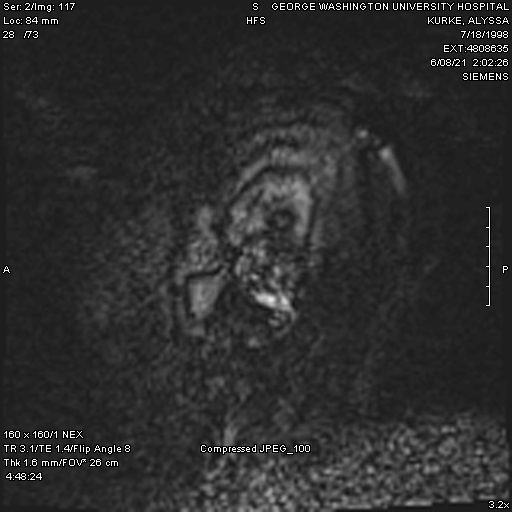 Ser: 2/Img: 117
Loc: 84 mm
28 /73
S
HFS
GEORGE WASHINGTON UNIVERSITY HOSPITAL
KURKE, ALYSSA
7/18/1998
EXT:4808635
6/08/21 2:02:26
SIEMENS
A
P
160 x 160/1 NEX
TR 3.1/TE 1.4/Flip Angle 8
Thk 1.6 mm/FOV* 26 cm
4:48:24
Compressed JPEG_100
3.2x